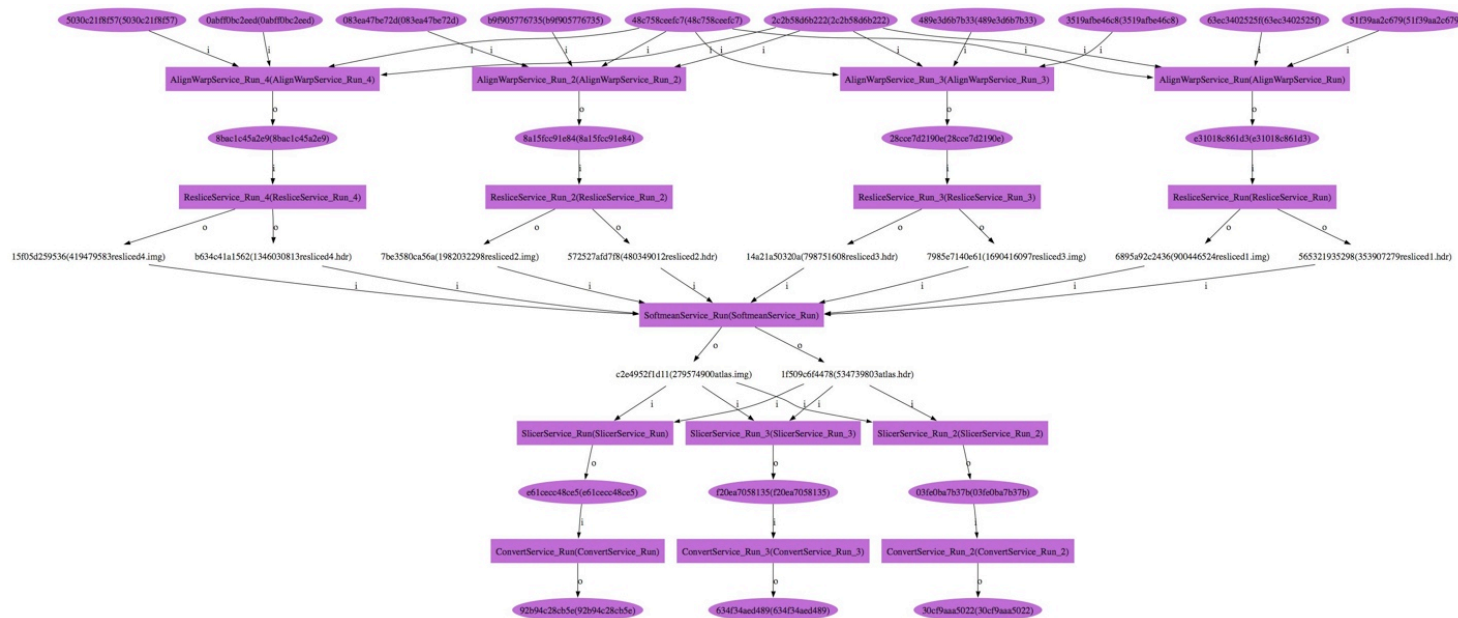 5030c21f8f57(5030c21f8f57) 0abff0bc2eed(0abff0bc2eed) 083ea47be72d(083ea47be72d) b9f905776735(b9f905776735) 48c758ceefc7(48c758ceefc7) 2c2b58d6b222(2c2b58d6b222) 489e3d6b7b33(489e3d6b7b33) 3519afbe46c8(3519afbe46c8) 63ec3402525f(63ec3402525f) 51f39aa2c679(51f39aa2c679
i i i i i i i i i i i i i i i i
AlignWarpService_Run_4(AlignWarpService_Run_4) AlignWarpService_Run_2(AlignWarpService_Run_2) AlignWarpService_Run_3(AlignWarpService_Run_3) AlignWarpService_Run(AlignWarpService_Run)
o o o o
8bac1c45a2e9(8bac1c45a2e9) 8a15fcc91e84(8a15fcc91e84) 28cce7d2190e(28cce7d2190e) e31018c861d3(e31018c861d3)
i i i i
ResliceService_Run_4(ResliceService_Run_4) ResliceService_Run_2(ResliceService_Run_2) ResliceService_Run_3(ResliceService_Run_3) ResliceService_Run(ResliceService_Run)
o o o o o o o o
15f05d259536(419479583resliced4.img) b634c41a1562(1346030813resliced4.hdr) 7be3580ca56a(1982032298resliced2.img) 572527afd7f8(480349012resliced2.hdr) 14a21a50320a(798751608resliced3.hdr) 7985e7140e61(1690416097resliced3.img) 6895a92c2436(900446524resliced1.img) 565321935298(353907279resliced1.hdr)
i i i i i i i i
SoftmeanService_Run(SoftmeanService_Run)
o o
c2e4952f1d11(279574900atlas.img) 1f509c6f4478(534739803atlas.hdr)
i i i i i i
SlicerService_Run(SlicerService_Run) SlicerService_Run_3(SlicerService_Run_3) SlicerService_Run_2(SlicerService_Run_2)
o o o
e61cecc48ce5(e61cecc48ce5) f20ea7058135(f20ea7058135) 03fe0ba7b37b(03fe0ba7b37b)
i i i
ConvertService_Run(ConvertService_Run) ConvertService_Run_3(ConvertService_Run_3) ConvertService_Run_2(ConvertService_Run_2)
o o o
92b94c28cb5e(92b94c28cb5e) 634f34aed489(634f34aed489) 30cf9aaa5022(30cf9aaa5022)